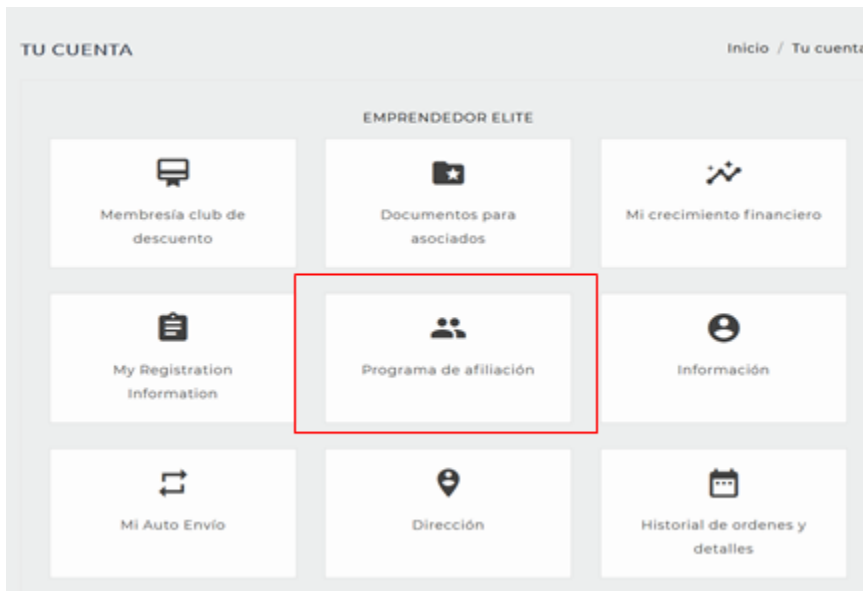 TU CUENTA
Inicio / Tu cuenta
EMPRENDEDOR ELITE
Membresía club de
descuento
Documentos para
asociados
Mi crecimiento financiero
My Registration
Information
Programa de afiliación
Información
Mi Auto Envío
Dirección
Historial de ordenes y
detalles